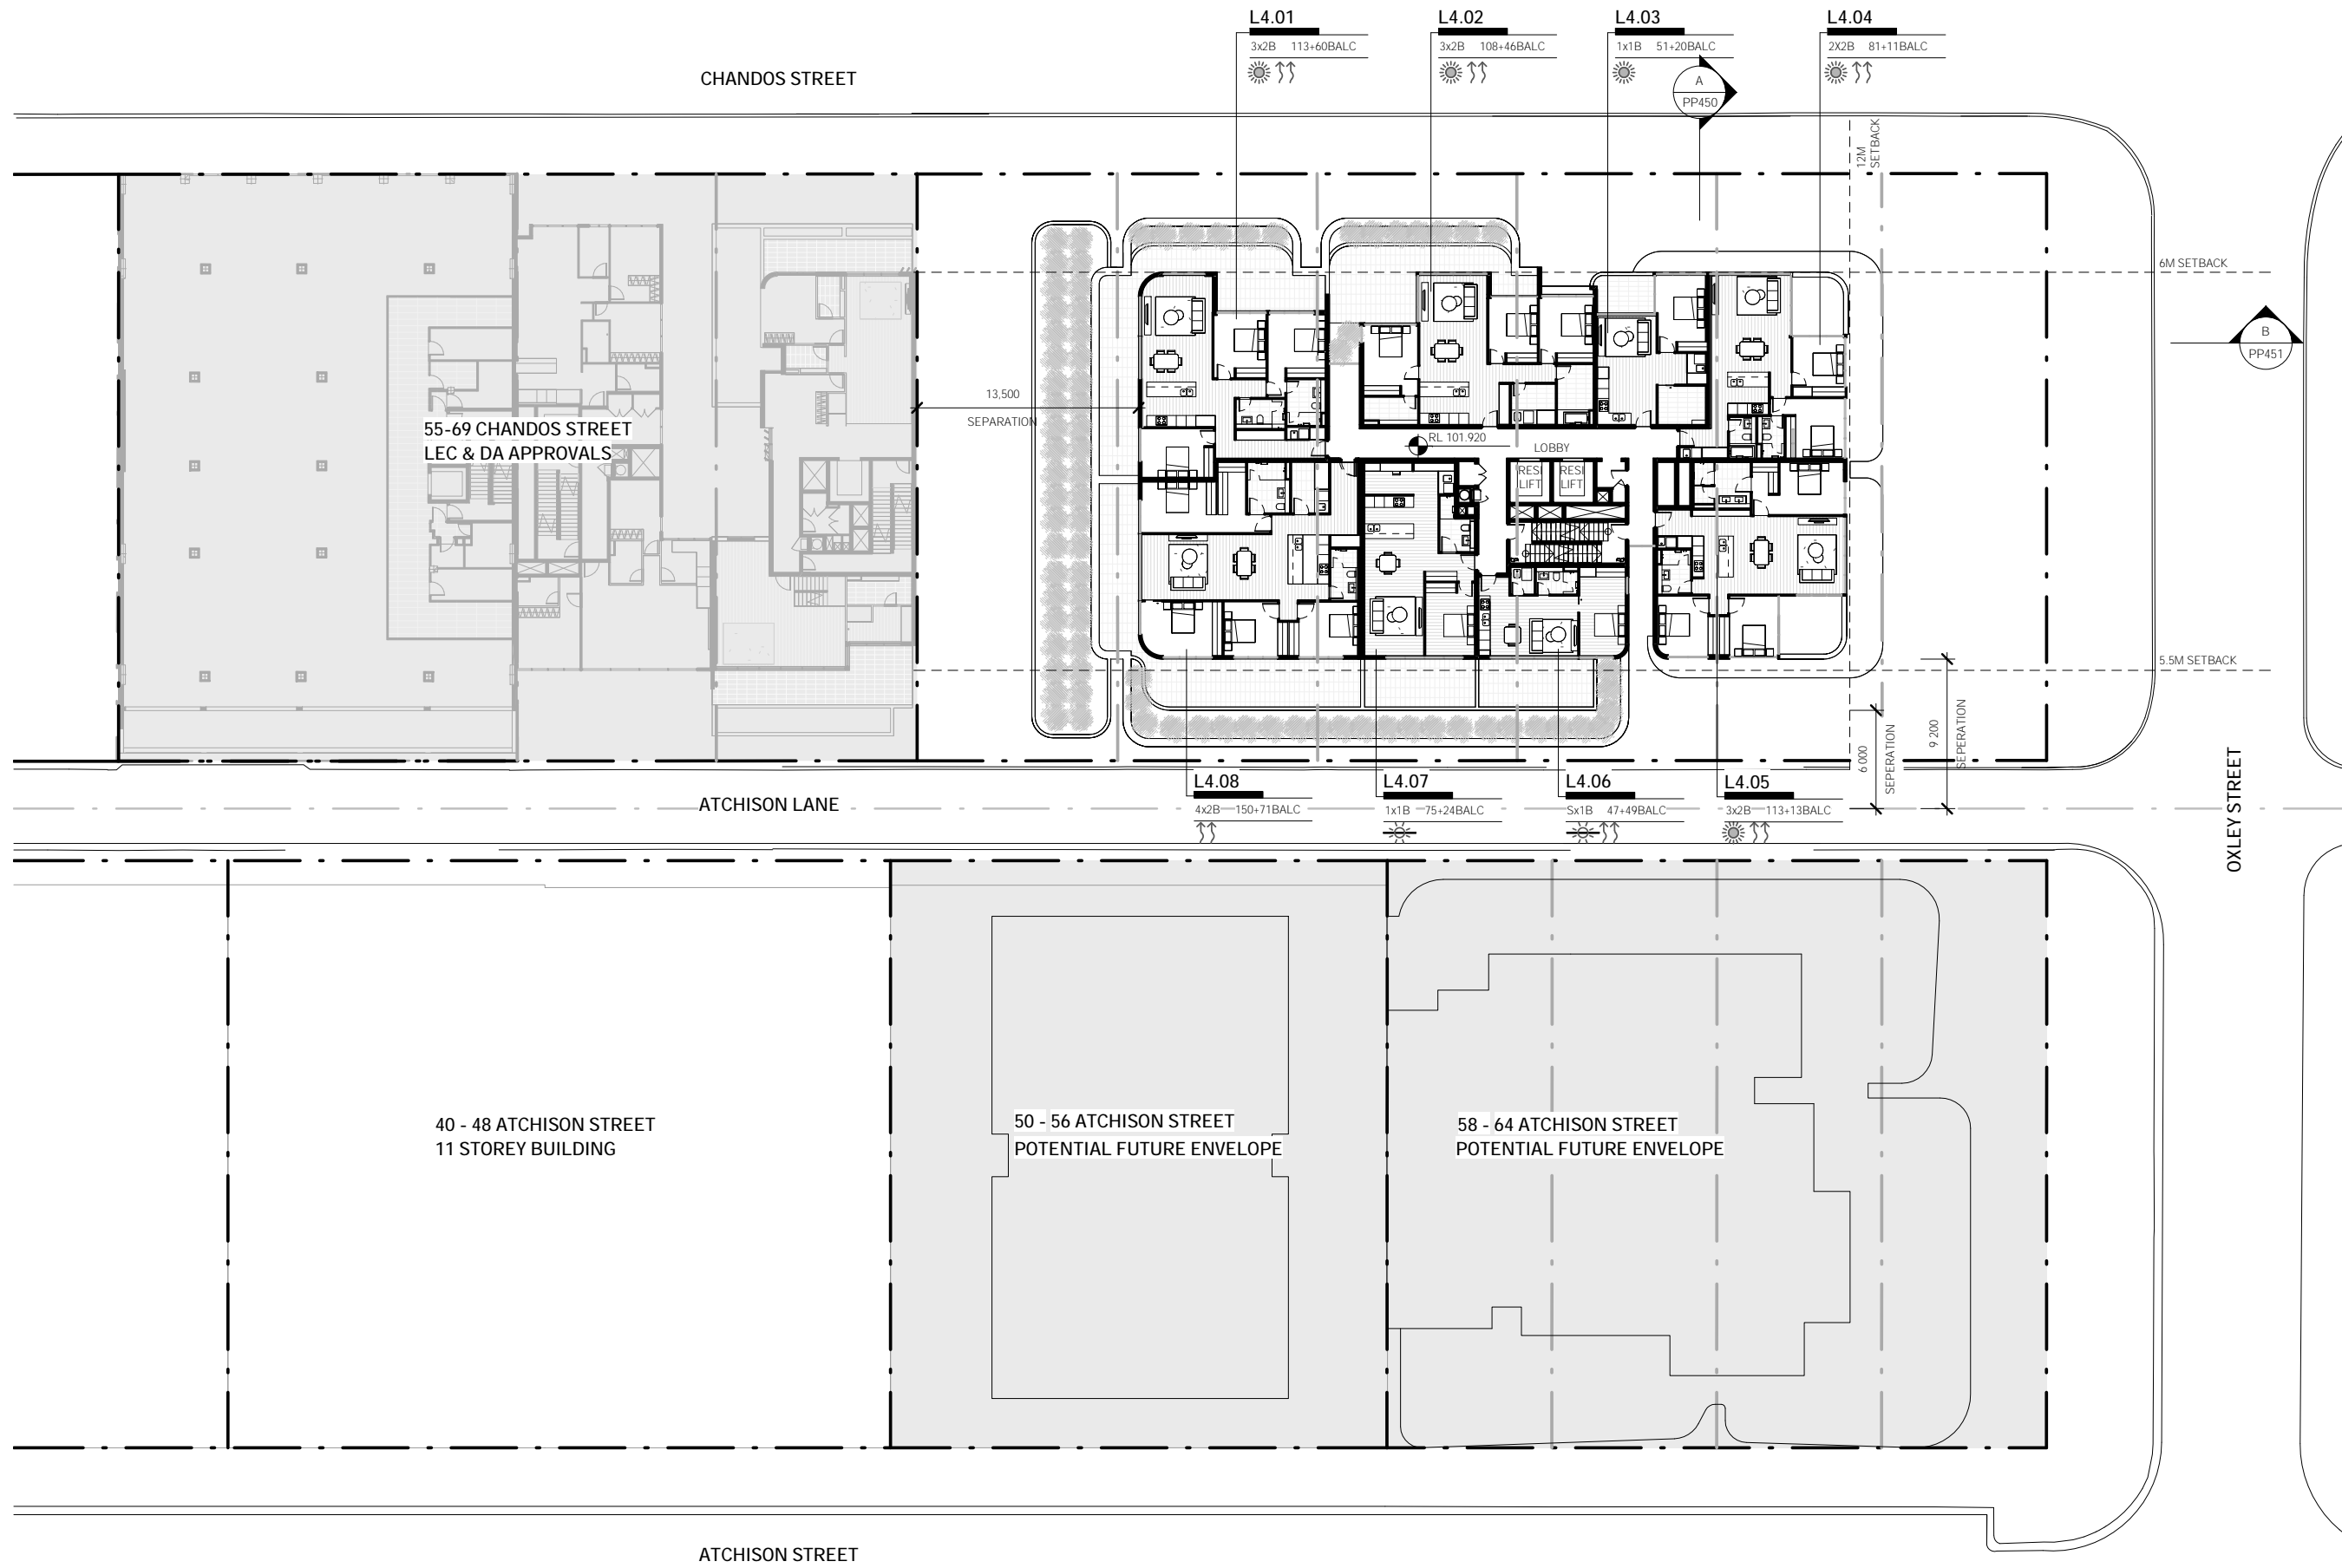 L4.01
3x2B 113+60BALC
L4.02
3x2B 108+46BALC
L4.03
1x1B 51+20BALC
L4.04
2X2B 81+11BALC
CHANDOS STREET
A
PP450
12M
SETBACK
6M SETBACK
B
PP451
13,500
SEPARATION
55-69 CHANDOS STREET
LEC & DA APPROVALS
RL 101.920
LOBBY
RESI
LIFT
RESI
LIFT
5.5M SETBACK
6 000
SEPERATION
9 200
SEPERATION
OXLEY STREET
ATCHISON LANE
L4.08
4x2B 150+71BALC
L4.07
1x1B 75+24BALC
L4.06
Sx1B 47+49BALC
L4.05
3x2B 113+13BALC
40 - 48 ATCHISON STREET
11 STOREY BUILDING
50 - 56 ATCHISON STREET
POTENTIAL FUTURE ENVELOPE
58 - 64 ATCHISON STREET
POTENTIAL FUTURE ENVELOPE
ATCHISON STREET